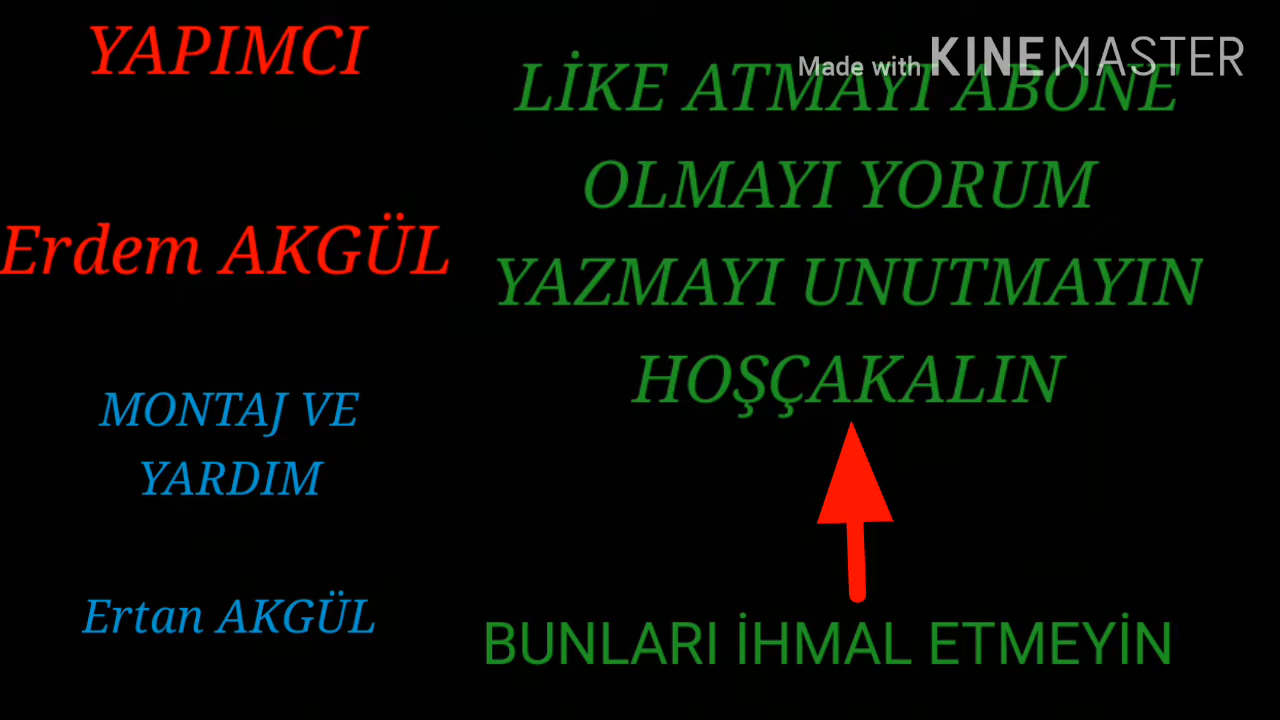 YAPIMCI
Erdem AKGÜL
MONTAJ VE
YARDIM
Ertan AKGÜL
Made with KINEMASTER
LİKE ATMAYI ABONE
OLMAYI YORUM
YAZMAYI UNUTMAYIN
HOŞÇAKALIN
BUNLARI İHMAL ETMEYİN